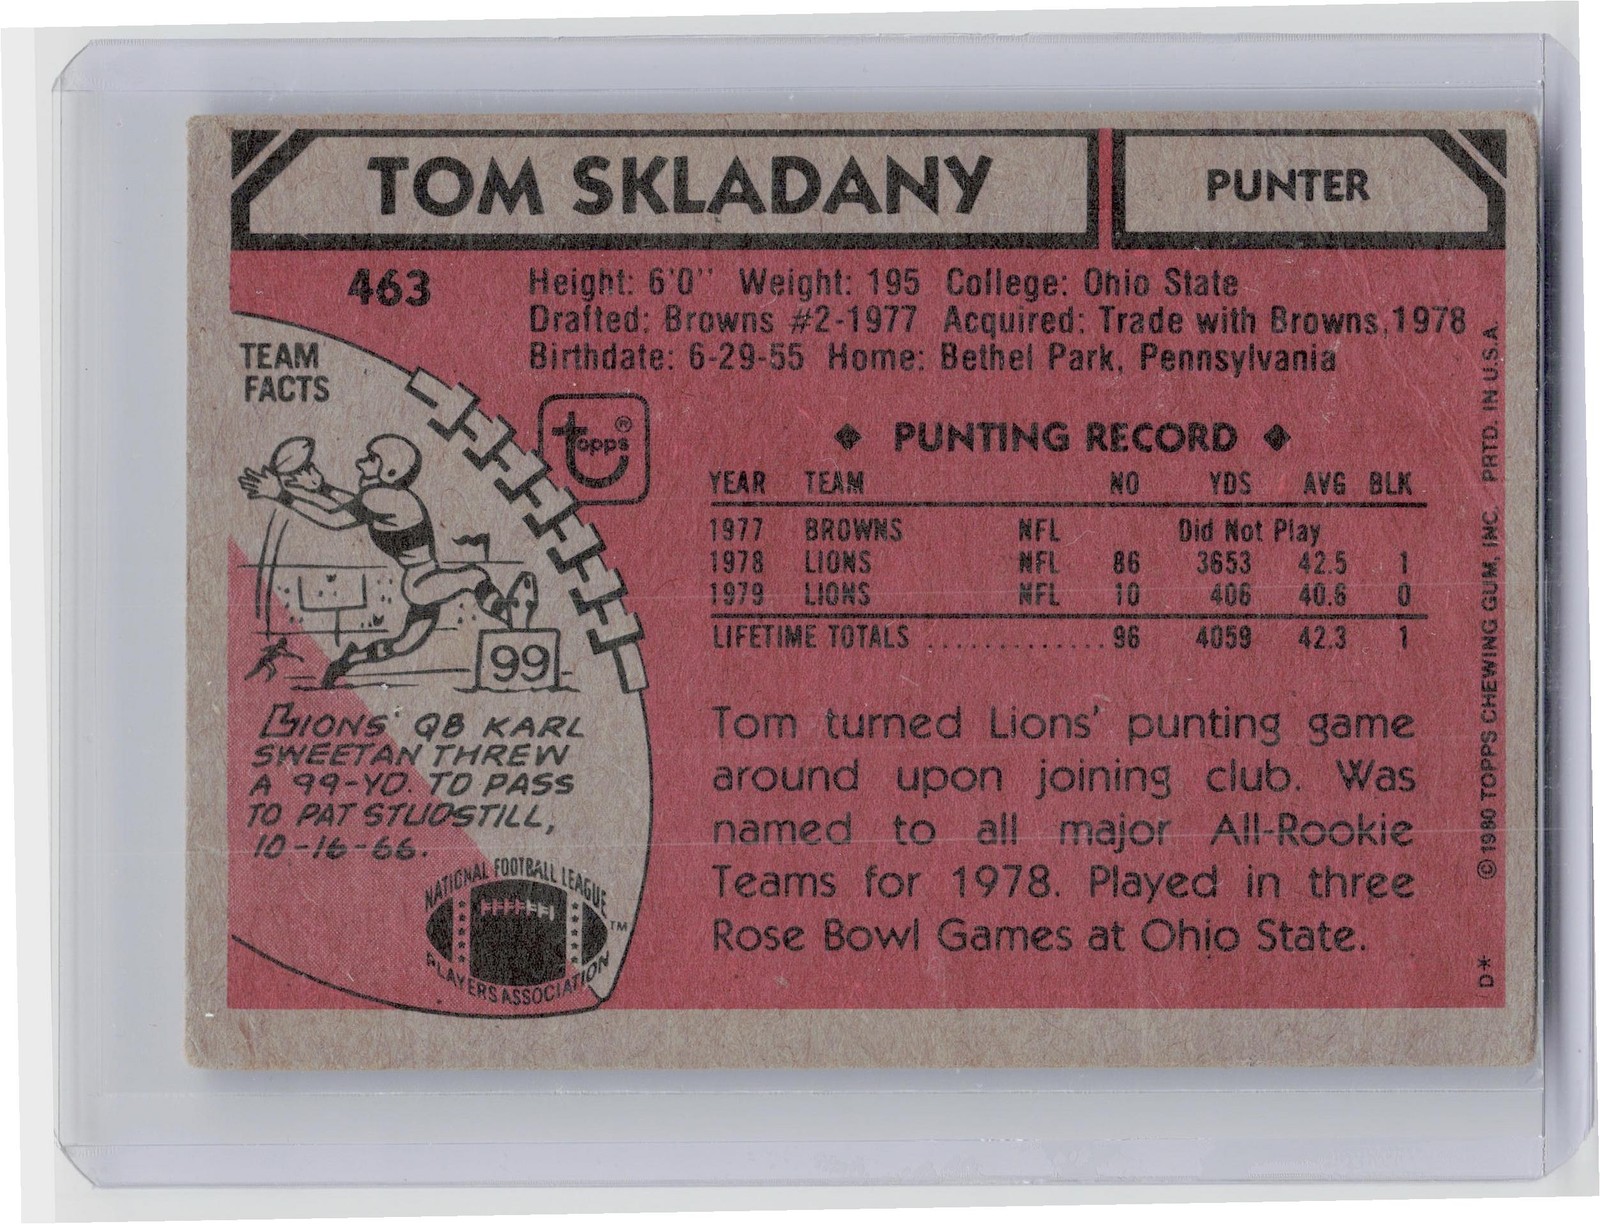 TOM SKLADANY
PUNTER
463
Height: 6'0" Weight: 195 College: Ohio State
Drafted: Browns #2-1977 Acquired: Trade with Browns, 1978
Birthdate: 6-29-55 Home: Bethel Park, Pennsylvania
TEAM
FACTS
topps®
99
LIONS' QB KARL
SWEETAN THREW
A 99-YD. TD PASS
TO PAT STUDSTILL,
10-16-66.
NATIONAL FOOTBALL LEAGUE
PLAYERS ASSOCIATION
TM
◆ PUNTING RECORD ◆
YEAR TEAM NO YDS AVG BLK
1977 BROWNS NFL Did Not Play
1978 LIONS NFL 86 3653 42.5 1
1979 LIONS NFL 10 406 40.6 0
LIFETIME TOTALS ............. 96 4059 42.3 1
Tom turned Lions' punting game
around upon joining club. Was
named to all major All-Rookie
Teams for 1978. Played in three
Rose Bowl Games at Ohio State.
D* © 1980 TOPPS CHEWING GUM, INC. PRTD. IN U.S.A.